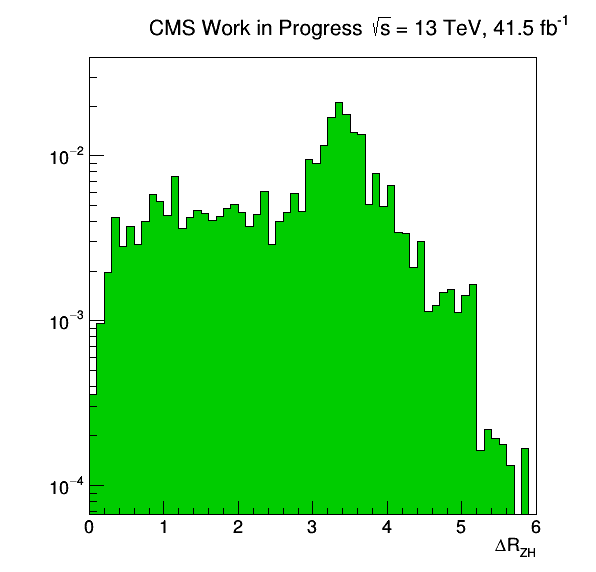 CMS Work in Progress √s = 13 TeV, 41.5 fb⁻¹
10⁻²
10⁻³
10⁻⁴
0 1 2 3 4 5 6
ΔR_ZH